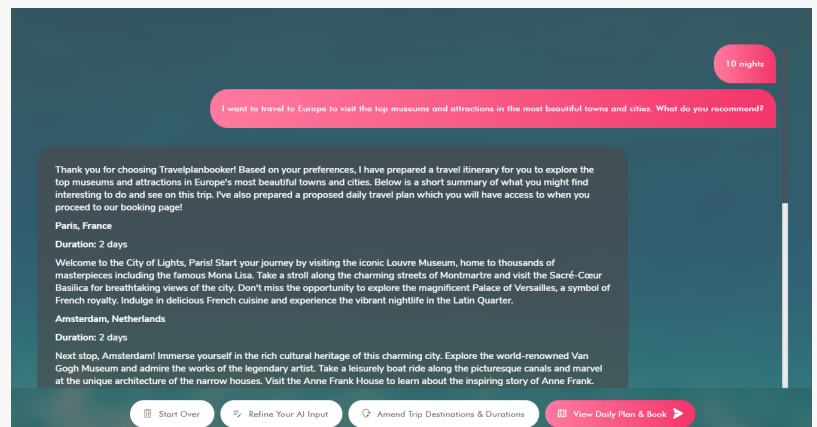 10 nights
I want to travel to Europe to visit the top museums and attractions in the most beautiful towns and cities. What do you recommend?
Thank you for choosing Travelplanbooker! Based on your preferences, I have prepared a travel itinerary for you to explore the
top museums and attractions in Europe's most beautiful towns and cities. Below is a short summary of what you might find
interesting to do and see on this trip. I've also prepared a proposed daily travel plan which you will have access to when you
proceed to our booking page!
Paris, France
Duration: 2 days
Welcome to the City of Lights, Paris! Start your journey by visiting the iconic Louvre Museum, home to thousands of
masterpieces including the famous Mona Lisa. Take a stroll along the charming streets of Montmartre and visit the Sacré-Cœur
Basilica for breathtaking views of the city. Don't miss the opportunity to explore the magnificent Palace of Versailles, a symbol of
French royalty. Indulge in delicious French cuisine and experience the vibrant nightlife in the Latin Quarter.
Amsterdam, Netherlands
Duration: 2 days
Next stop, Amsterdam! Immerse yourself in the rich cultural heritage of this charming city. Explore the world-renowned Van
Gogh Museum and admire the works of the legendary artist. Take a leisurely boat ride along the picturesque canals and marvel
at the unique architecture of the narrow houses. Visit the Anne Frank House to learn about the inspiring story of Anne Frank.
Start Over
Refine Your AI Input
Amend Trip Destinations & Durations
View Daily Plan & Book